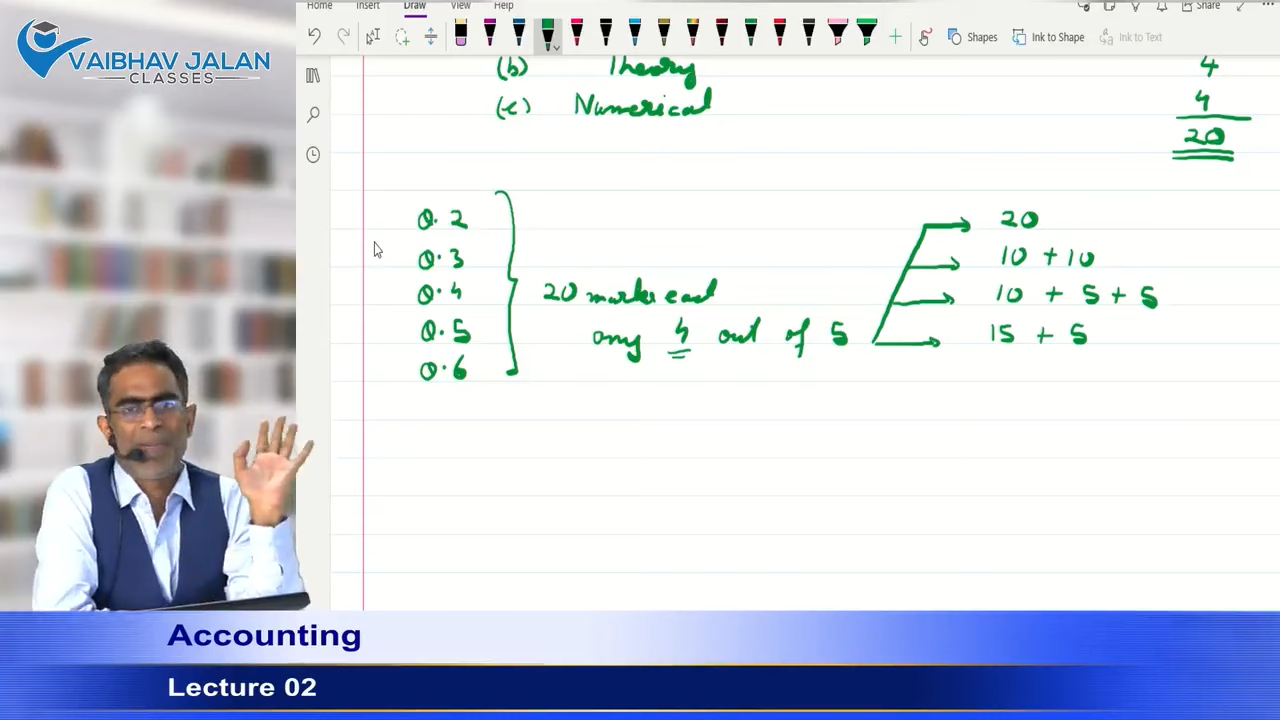 Home Insert Draw View Help Share
VAIBHAV JALAN
CLASSES
Shapes Ink to Shape Ink to Text
(b) Theory 4
(c) Numerical 4
20
Q.2
Q.3
Q.4
Q.5
Q.6
20 marks each
any 4 out of 5
20
10 + 10
10 + 5 + 5
15 + 5
Accounting
Lecture 02